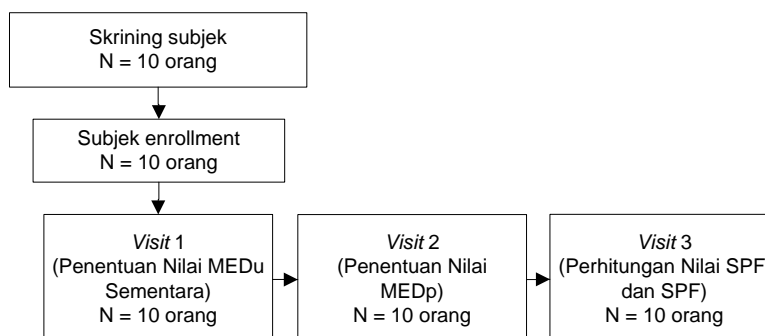 Skrining subjek
N = 10 orang
Subjek enrollment
N = 10 orang
Visit 1
(Penentuan Nilai MEDu
Sementara)
N = 10 orang
Visit 2
(Penentuan Nilai
MEDp)
N = 10 orang
Visit 3
(Perhitungan Nilai SPFi
dan SPF)
N = 10 orang